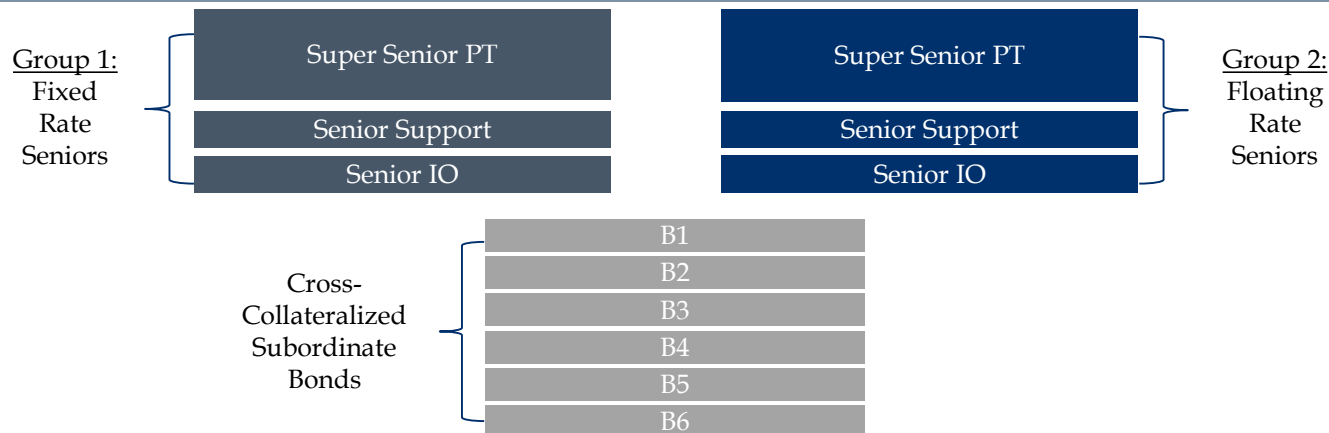 Group 1:
Fixed
Rate
Seniors
Super Senior PT
Senior Support
Senior IO
Super Senior PT
Senior Support
Senior IO
Group 2:
Floating
Rate
Seniors
Cross-
Collateralized
Subordinate
Bonds
B1
B2
B3
B4
B5
B6